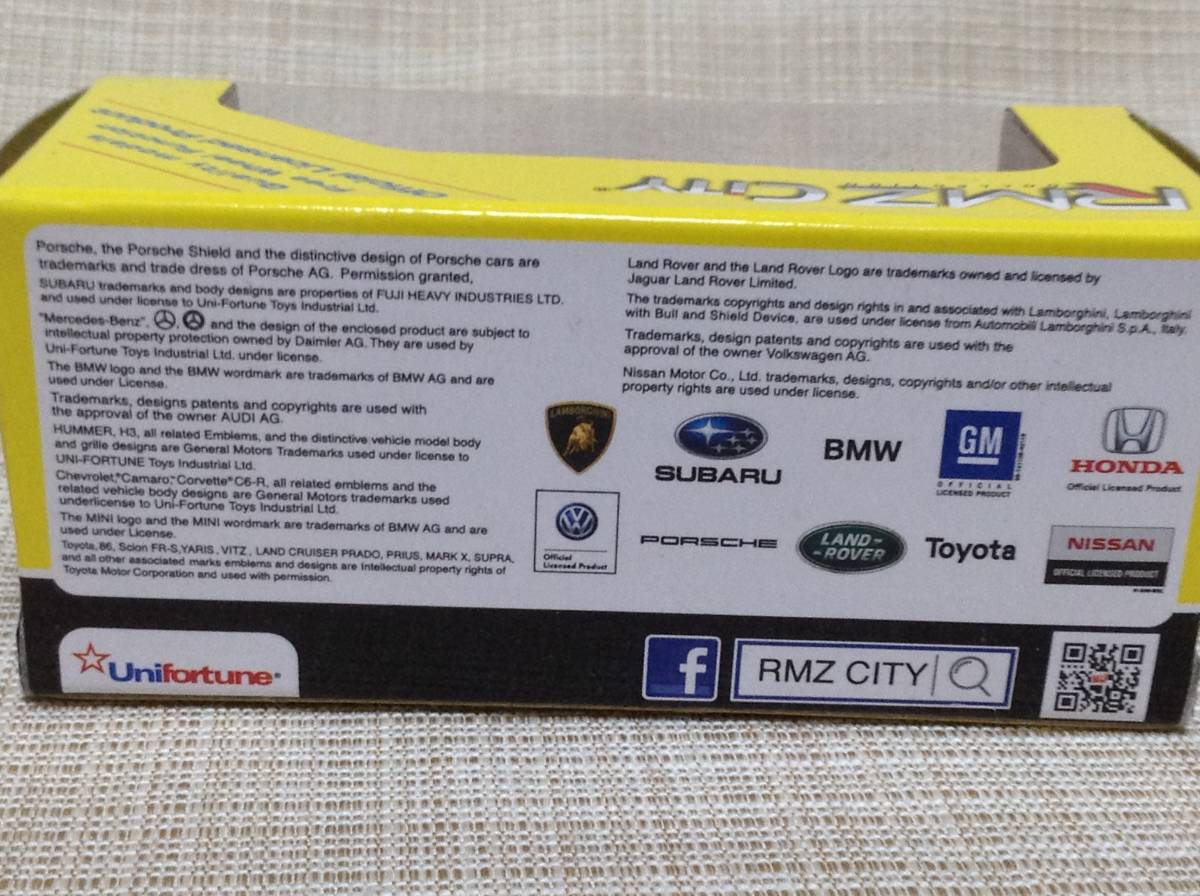 Quality models
Free Wheel Function
Official Licensed Product
RMZ CITY
Porsche, the Porsche Shield and the distinctive design of Porsche cars are
trademarks and trade dress of Porsche AG. Permission granted,
SUBARU trademarks and body designs are properties of FUJI HEAVY INDUSTRIES LTD.
and used under license to Uni-Fortune Toys Industrial Ltd.
"Mercedes-Benz", , and the design of the enclosed product are subject to
intellectual property protection owned by Daimler AG. They are used by
Uni-Fortune Toys Industrial Ltd. under license.
The BMW logo and the BMW wordmark are trademarks of BMW AG and are
used under License.
Trademarks, designs patents and copyrights are used with
the approval of the owner AUDI AG.
HUMMER, H3, all related Emblems, and the distinctive vehicle model body
and grille designs are General Motors Trademarks used under license to
UNI-FORTUNE Toys Industrial Ltd.
Chevrolet,® Camaro,® Corvette® C6-R, all related emblems and the
related vehicle body designs are General Motors trademarks used
underlicense to Uni-Fortune Toys Industrial Ltd.
The MINI logo and the MINI wordmark are trademarks of BMW AG and are
used under License.
Toyota, 86, Scion FR-S,YARIS , VITZ , LAND CRUISER PRADO, PRIUS, MARK X, SUPRA,
and all other associated marks emblems and designs are Intellectual property rights of
Toyota Motor Corporation and used with permission.
Land Rover and the Land Rover Logo are trademarks owned and licensed by
Jaguar Land Rover Limited.
The trademarks copyrights and design rights in and associated with Lamborghini, Lamborghini
with Bull and Shield Device, are used under license from Automobili Lamborghini S.p.A., Italy.
Trademarks, design patents and copyrights are used with the
approval of the owner Volkswagen AG.
Nissan Motor Co., Ltd. trademarks, designs, copyrights and/or other intellectual
property rights are used under license.
LAMBORGHINI
SUBARU
BMW
GM
OFFICIAL
LICENSED PRODUCT
HONDA
Official Licensed Product
Official
Licensed Product
PORSCHE
LAND-
-ROVER
Toyota
NISSAN
OFFICIAL LICENSED PRODUCT
Unifortune®
f
RMZ CITY